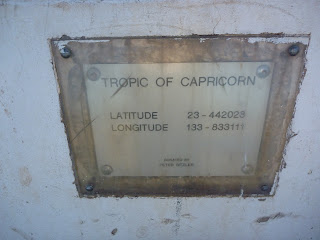 TROPIC OF CAPRICORN
LATITUDE 23-442023
LONGITUDE 133-833111